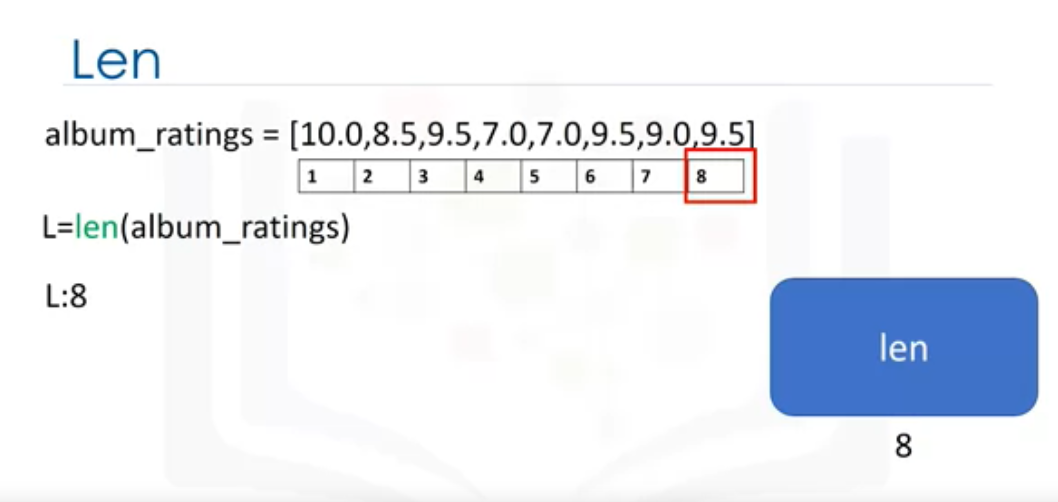 Len
album_ratings = [10.0,8.5,9.5,7.0,7.0,9.5,9.0,9.5]
1 2 3 4 5 6 7 8
L=len(album_ratings)
L:8
len
8